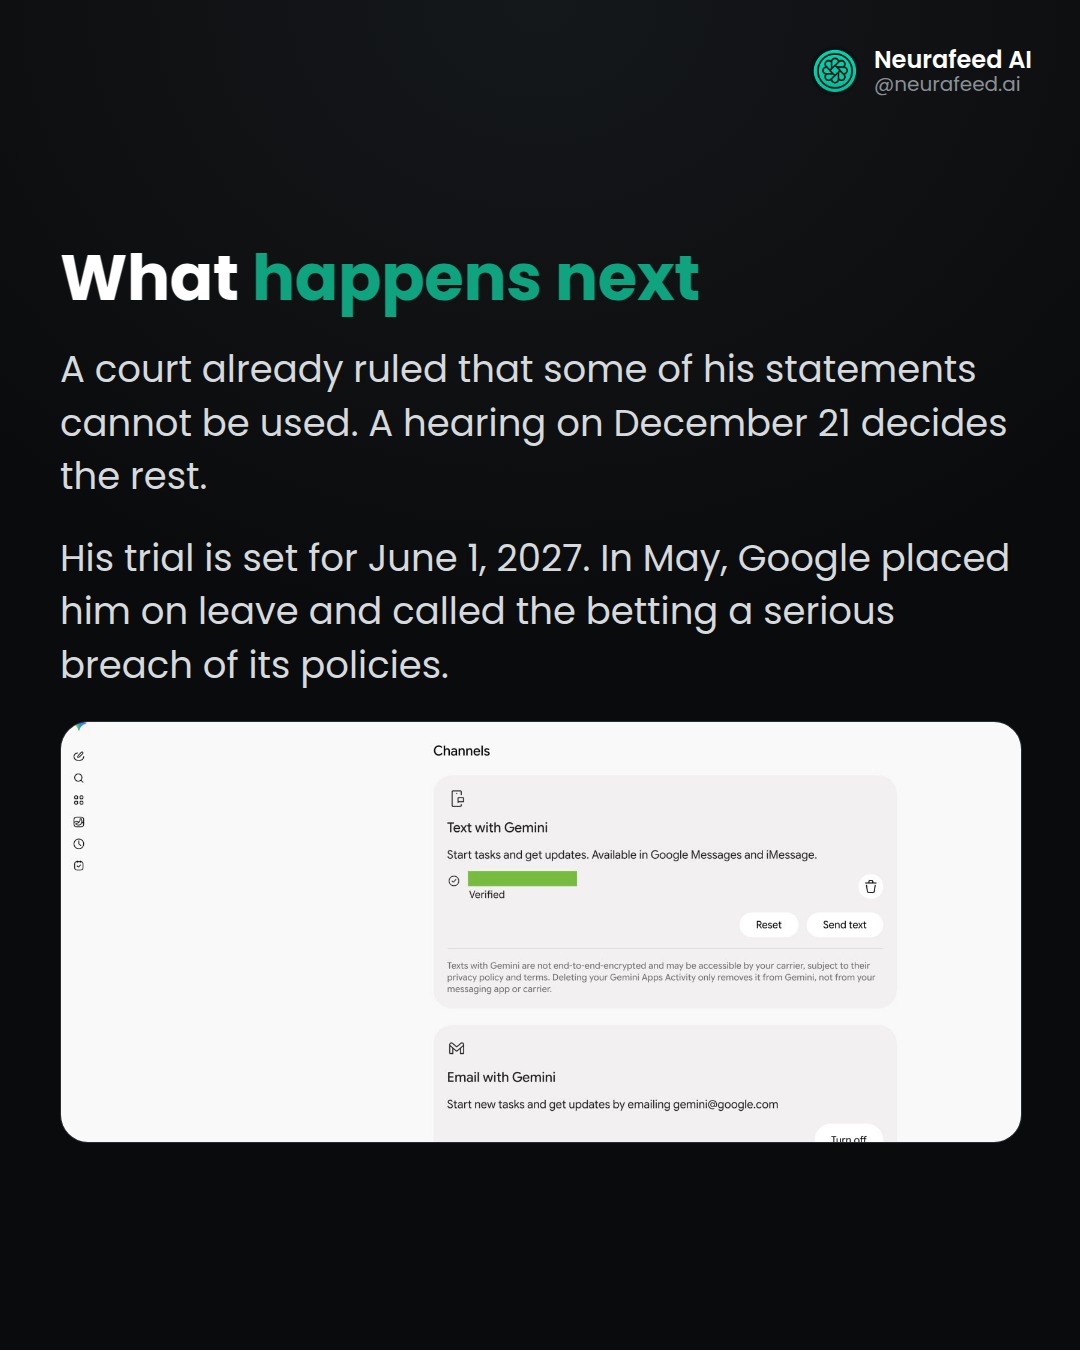 Neurafeed AI
@neurafeed.ai
What happens next
A court already ruled that some of his statements
cannot be used. A hearing on December 21 decides
the rest.
His trial is set for June 1, 2027. In May, Google placed
him on leave and called the betting a serious
breach of its policies.
Channels
Text with Gemini
Start tasks and get updates. Available in Google Messages and iMessage.
Verified
Reset
Send text
Texts with Gemini are not end-to-end-encrypted and may be accessible by your carrier, subject to their
privacy policy and terms. Deleting your Gemini Apps Activity only removes it from Gemini, not from your
messaging app or carrier.
Email with Gemini
Start new tasks and get updates by emailing gemini@google.com
Turn off